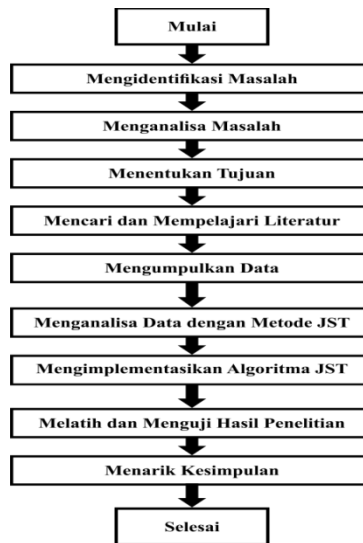 Mulai
Mengidentifikasi Masalah
Menganalisa Masalah
Menentukan Tujuan
Mencari dan Mempelajari Literatur
Mengumpulkan Data
Menganalisa Data dengan Metode JST
Mengimplementasikan Algoritma JST
Melatih dan Menguji Hasil Penelitian
Menarik Kesimpulan
Selesai